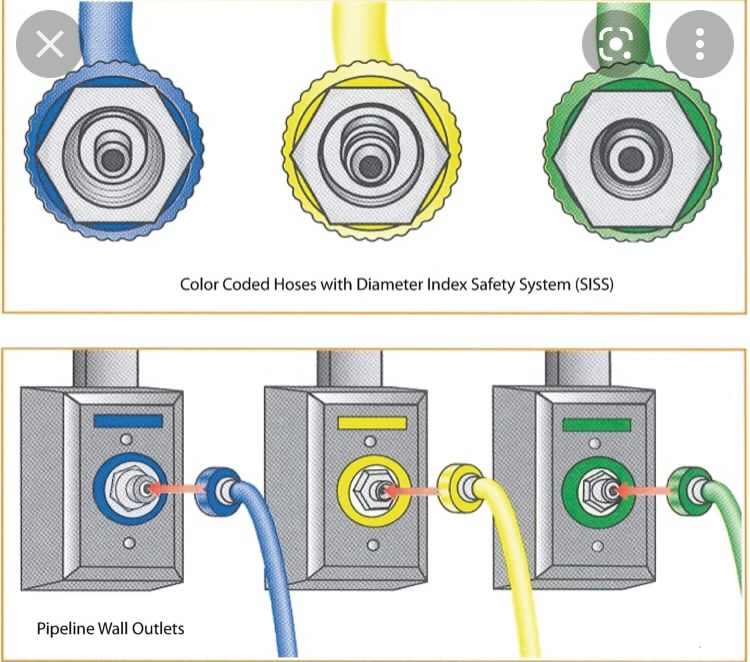 Color Coded Hoses with Diameter Index Safety System (SISS)
Pipeline Wall Outlets